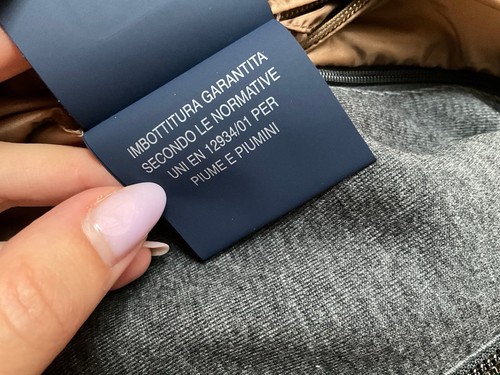 IMBOTTITURA GARANTITA
SECONDO LE NORMATIVE
UNI EN 12934/01 PER
PIUME E PIUMINI